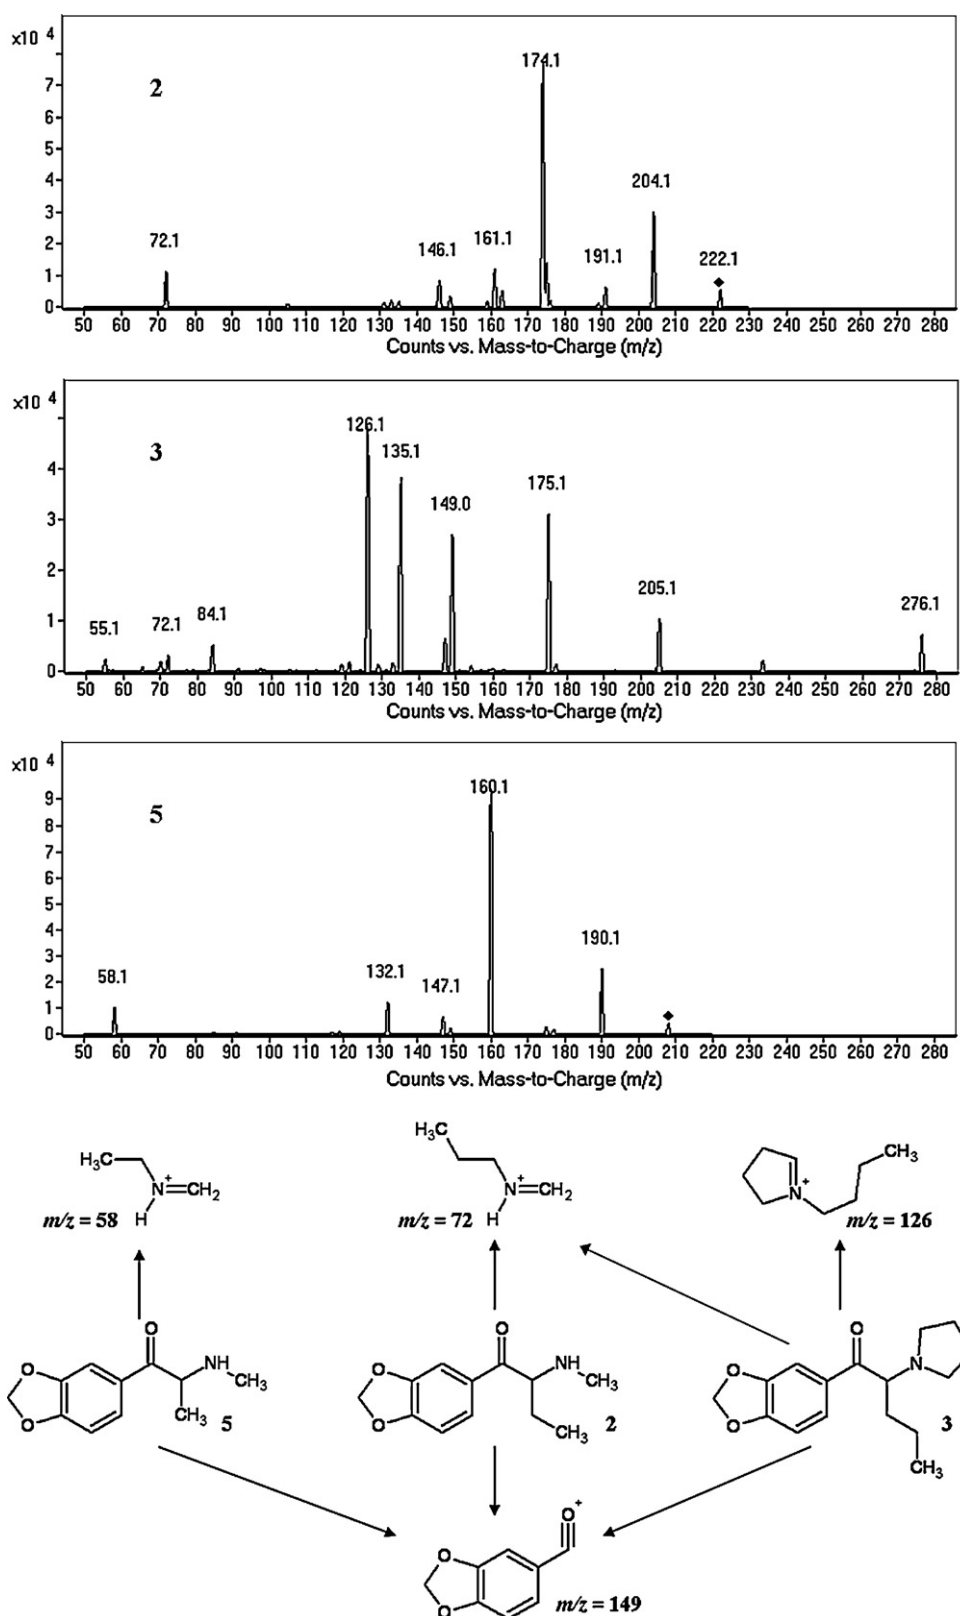 ×10 4
2
174.1
204.1
72.1
146.1
161.1
191.1
222.1
7
6
5
4
3
2
1
0
50 60 70 80 90 100 110 120 130 140 150 160 170 180 190 200 210 220 230 240 250 260 270 280
Counts vs. Mass-to-Charge (m/z)
×10 4
3
126.1
135.1
149.0
175.1
205.1
276.1
55.1
72.1
84.1
4
3
2
1
0
50 60 70 80 90 100 110 120 130 140 150 160 170 180 190 200 210 220 230 240 250 260 270 280
Counts vs. Mass-to-Charge (m/z)
×10 4
5
160.1
190.1
58.1
132.1
147.1
9
8
7
6
5
4
3
2
1
0
50 60 70 80 90 100 110 120 130 140 150 160 170 180 190 200 210 220 230 240 250 260 270 280
Counts vs. Mass-to-Charge (m/z)
H₃C
N⁺=CH₂
H
m/z = 58
H₃C
N⁺=CH₂
H
m/z = 72
CH₃
N⁺
m/z = 126
O
NH
CH₃
O
O
CH₃
5
O
NH
CH₃
O
O
CH₃
2
O
N
O
O
CH₃
3
O⁺
O
O
m/z = 149